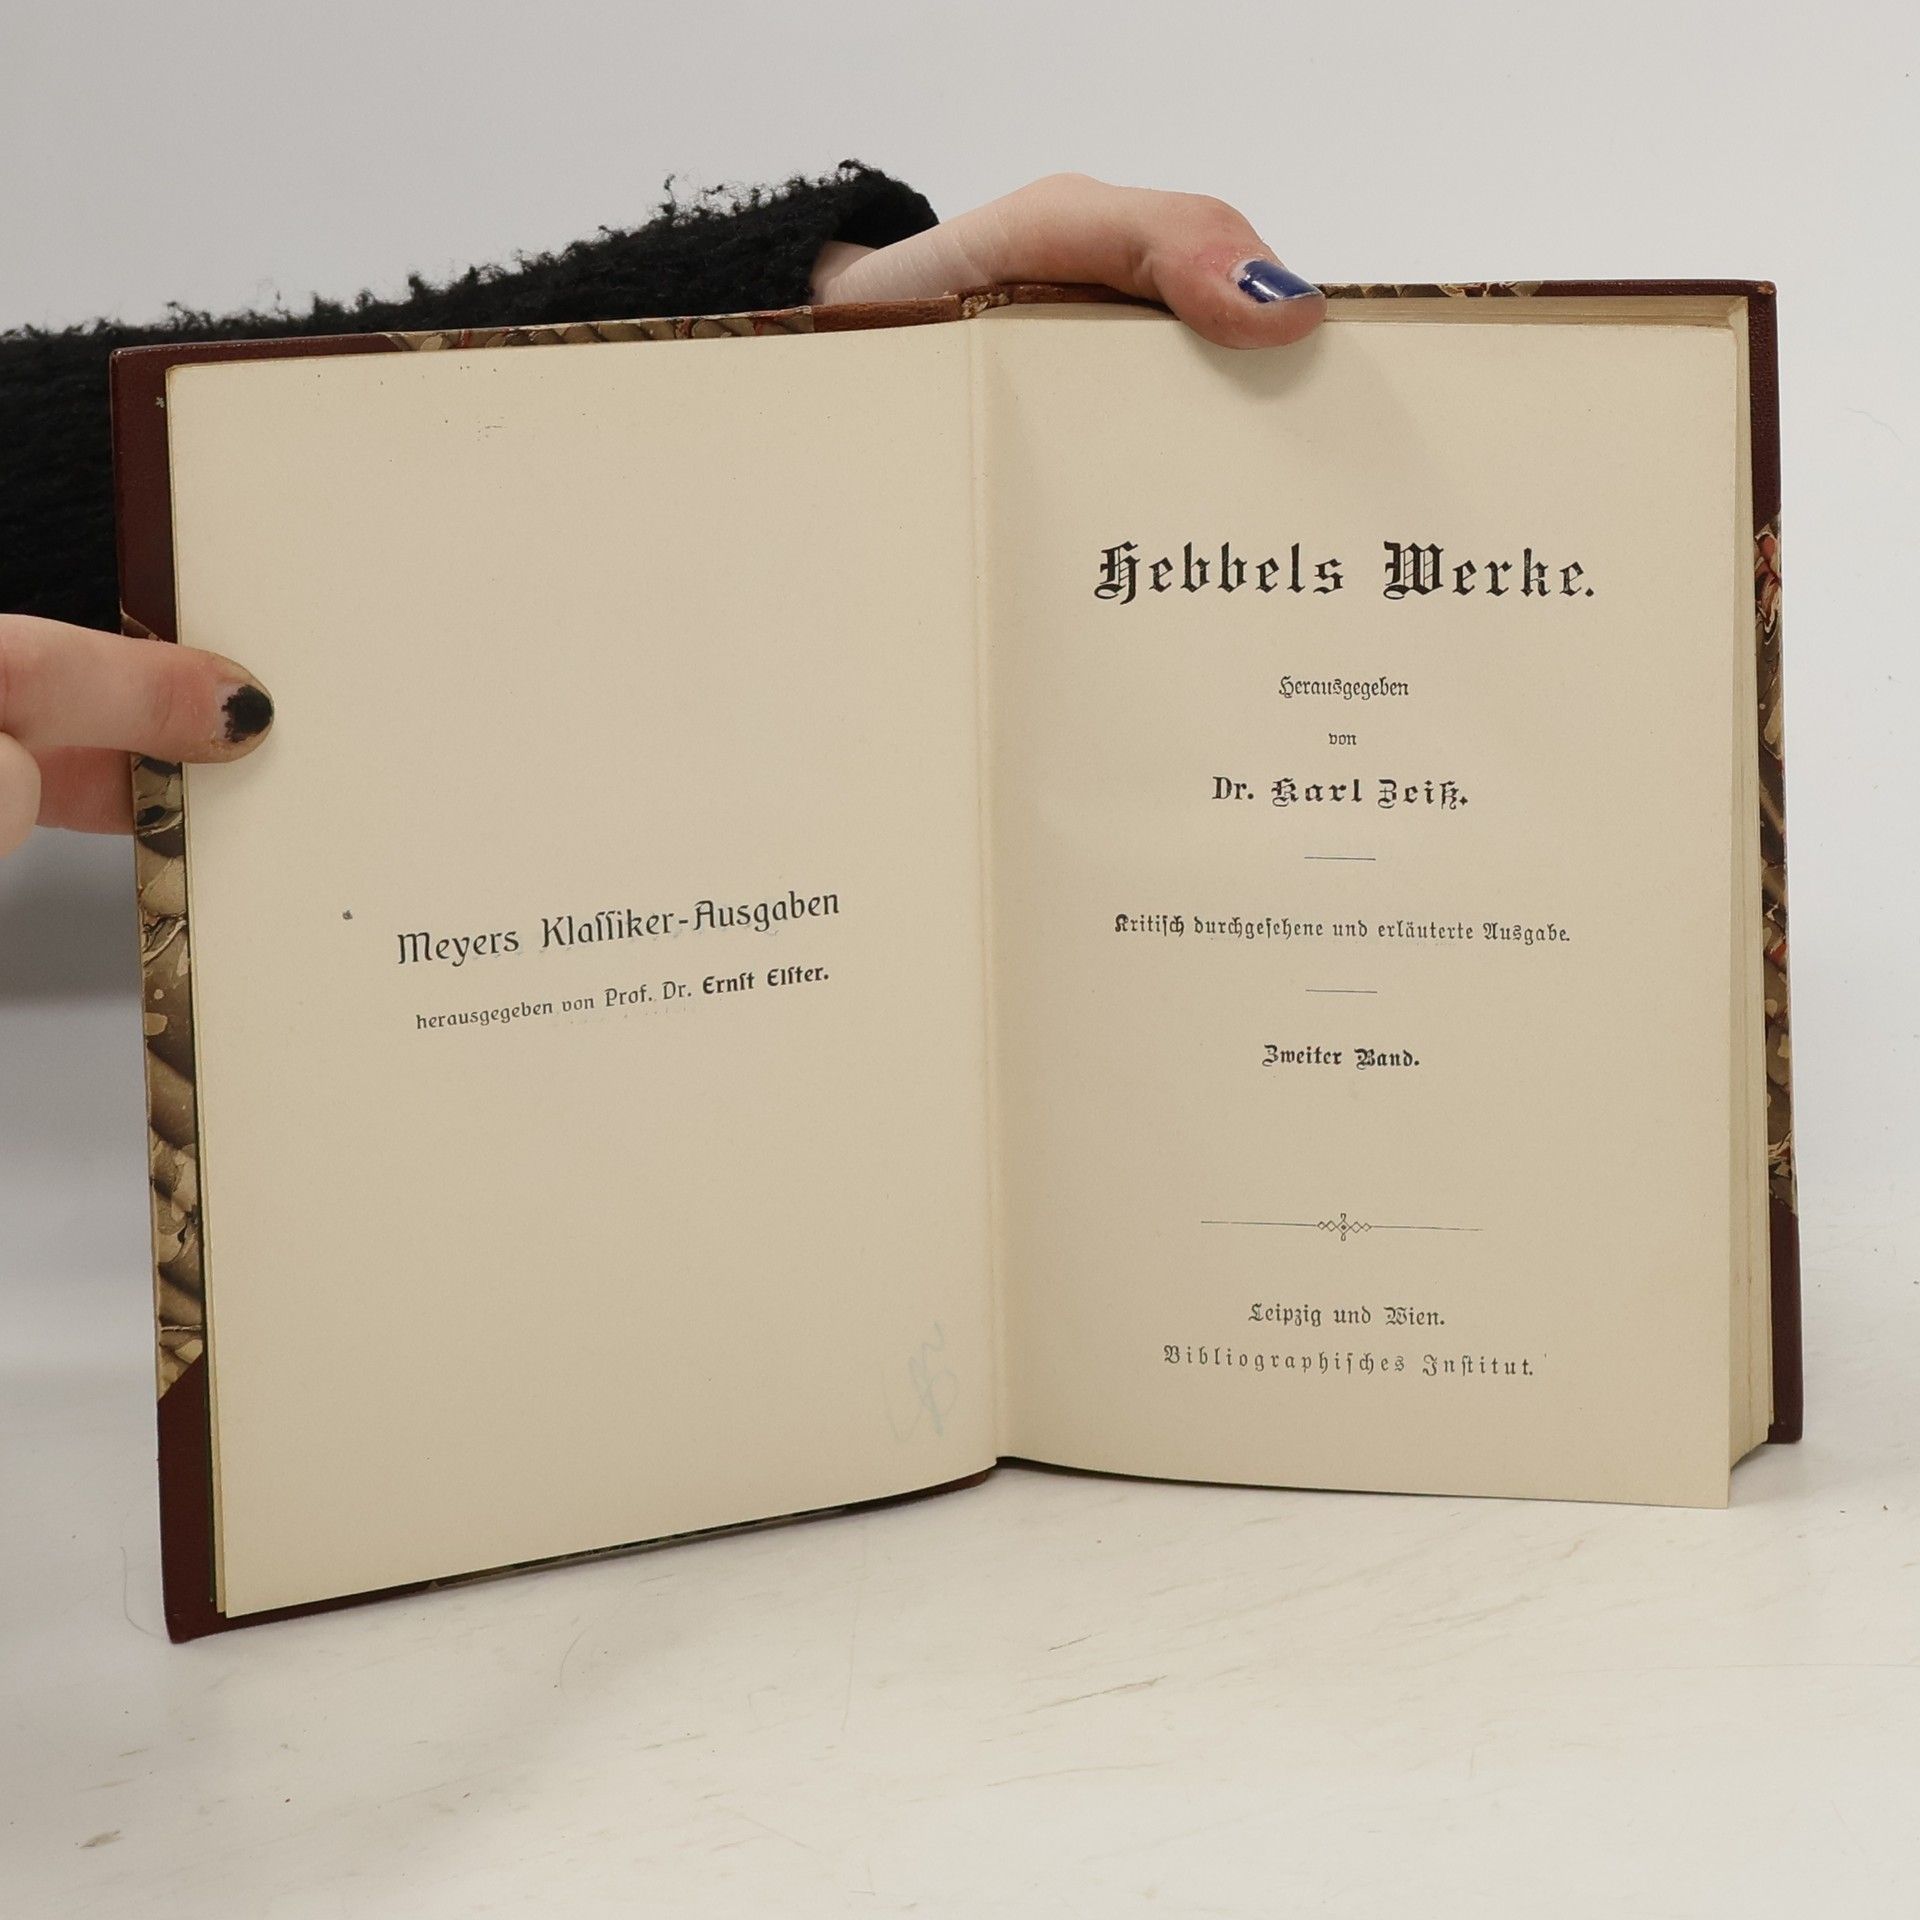 Meyers Klaſſiker-Ausgaben
herausgegeben von Prof. Dr. Ernſt Elſter.
Hebbels Werke.
Herausgegeben
von
Dr. Karl Zeiß.
Kritiſch durchgeſehene und erläuterte Ausgabe.
Zweiter Band.
Leipzig und Wien.
Bibliographiſches Inſtitut.